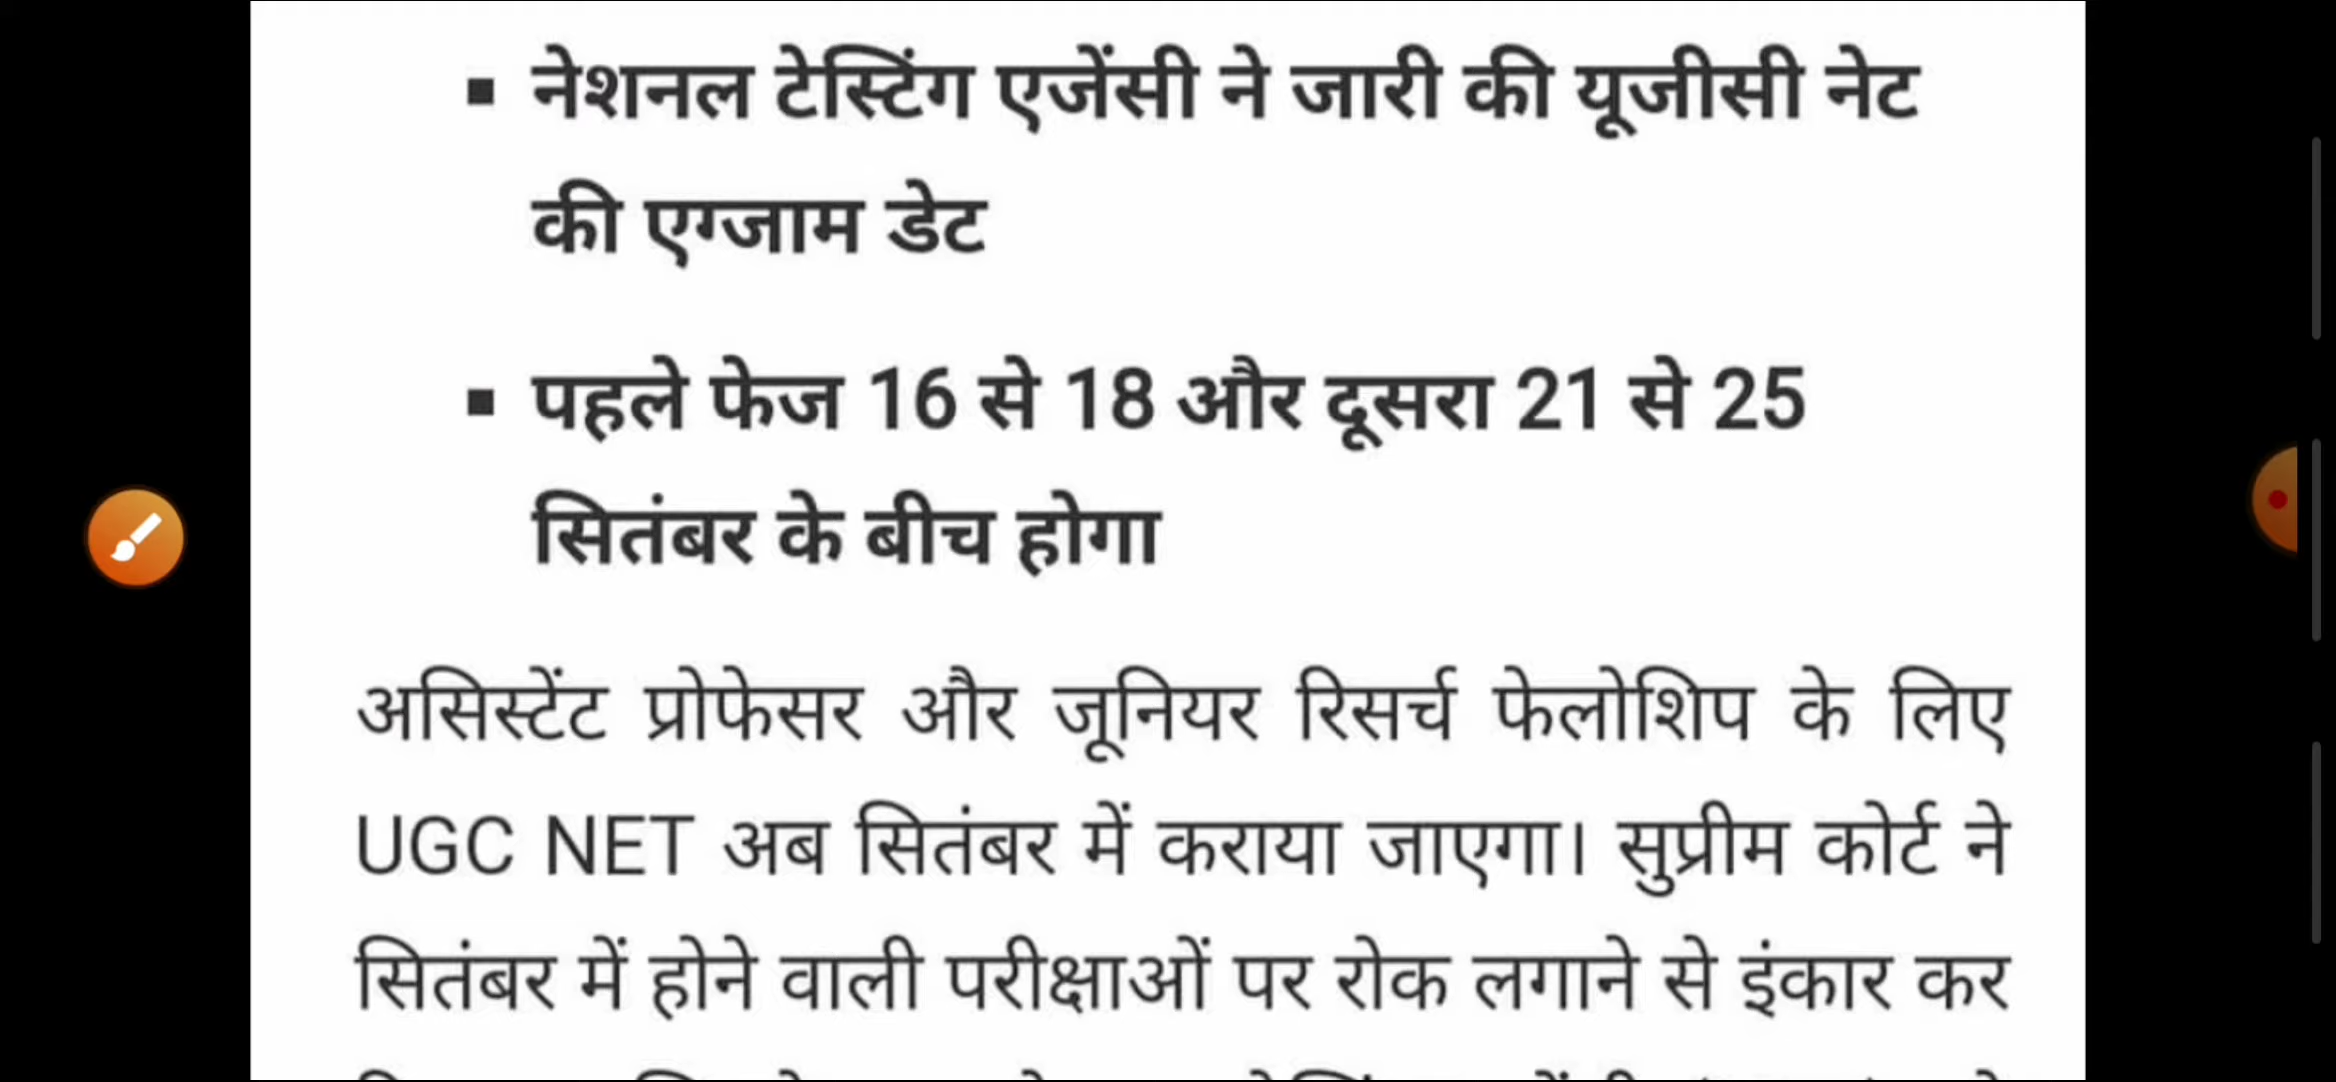 ▪ नेशनल टेस्टिंग एजेंसी ने जारी की यूजीसी नेट
की एग्जाम डेट
▪ पहले फेज 16 से 18 और दूसरा 21 से 25
सितंबर के बीच होगा
असिस्टेंट प्रोफेसर और जूनियर रिसर्च फेलोशिप के लिए
UGC NET अब सितंबर में कराया जाएगा। सुप्रीम कोर्ट ने
सितंबर में होने वाली परीक्षाओं पर रोक लगाने से इंकार कर